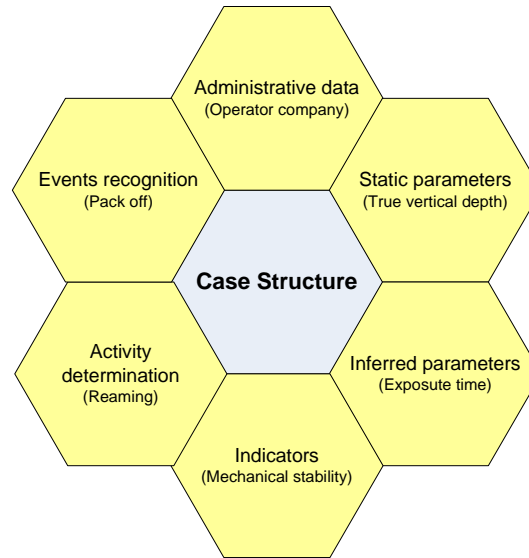 Administrative data
(Operator company)
Events recognition
(Pack off)
Static parameters
(True vertical depth)
Case Structure
Activity
determination
(Reaming)
Inferred parameters
(Exposute time)
Indicators
(Mechanical stability)